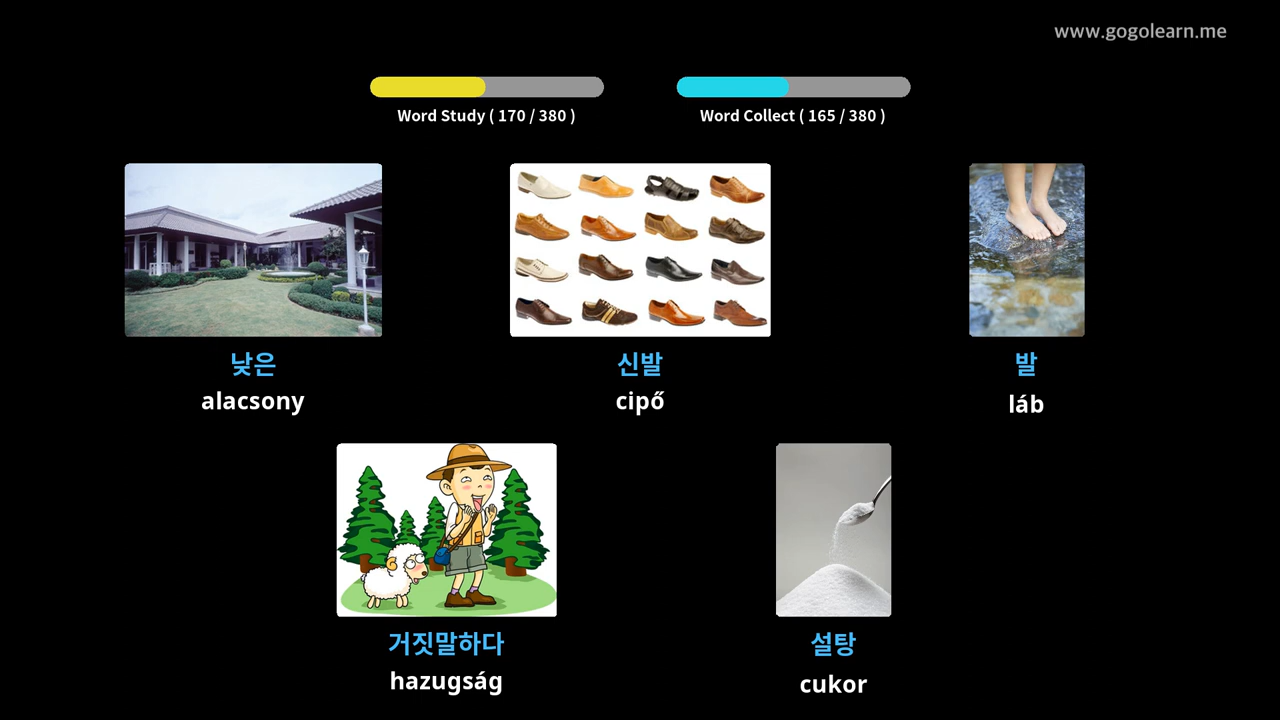 www.gogolearn.me
Word Study ( 170 / 380 )
Word Collect ( 165 / 380 )
낮은
alacsony
신발
cipő
발
láb
거짓말하다
hazugság
설탕
cukor